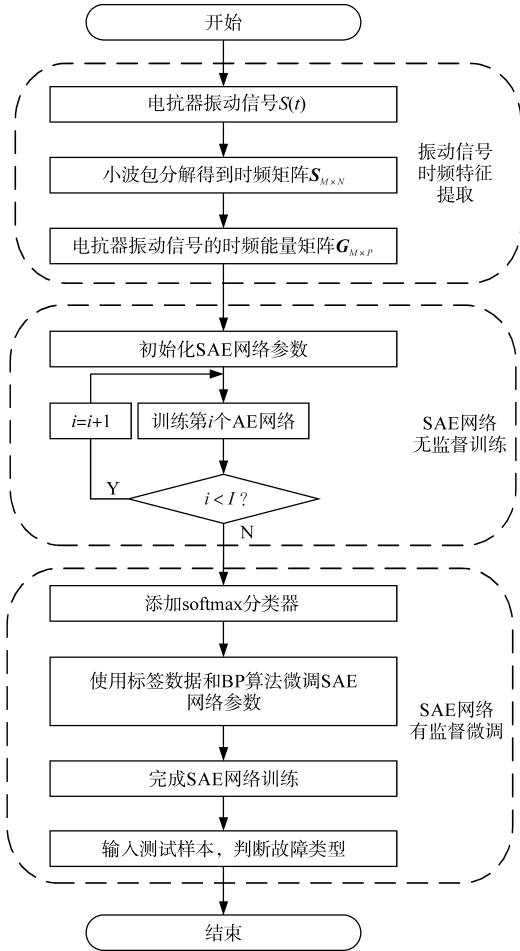 开始
电抗器振动信号S(t)
小波包分解得到时频矩阵S_{M×N}
电抗器振动信号的时频能量矩阵G_{M×P}
振动信号
时频特征
提取
初始化SAE网络参数
i=i+1
训练第i个AE网络
Y
i<I?
N
SAE网络
无监督训练
添加softmax分类器
使用标签数据和BP算法微调SAE
网络参数
完成SAE网络训练
输入测试样本，判断故障类型
SAE网络
有监督微调
结束